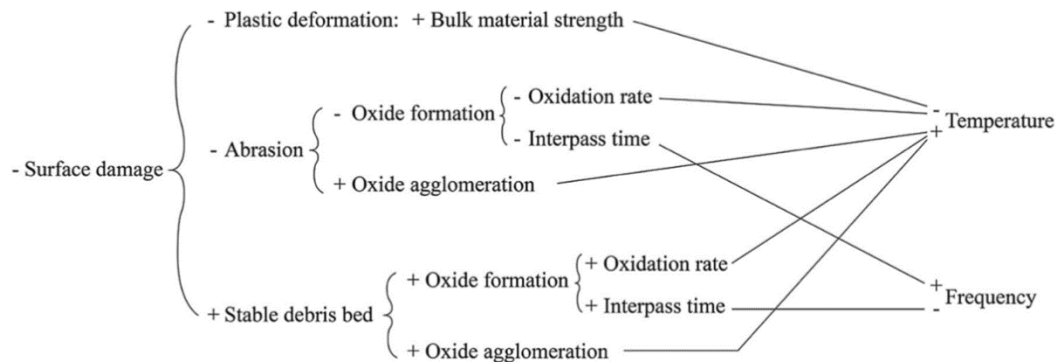 - Plastic deformation: + Bulk material strength
- Oxidation rate
- Oxide formation
- Interpass time
- Abrasion
+ Oxide agglomeration
- Surface damage
-
+
Temperature
+ Oxidation rate
+ Oxide formation
+ Interpass time
+ Stable debris bed
+ Oxide agglomeration
+
-
Frequency